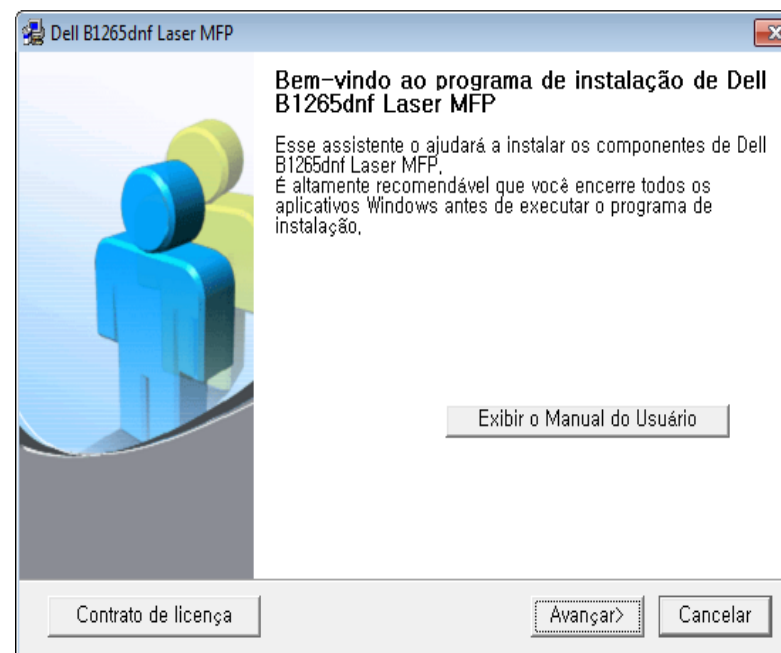 Dell B1265dnf Laser MFP
Bem-vindo ao programa de instalação de Dell
B1265dnf Laser MFP
Esse assistente o ajudará a instalar os componentes de Dell
B1265dnf Laser MFP.
É altamente recomendável que você encerre todos os
aplicativos Windows antes de executar o programa de
instalação.
Exibir o Manual do Usuário
Contrato de licença
Avançar>
Cancelar